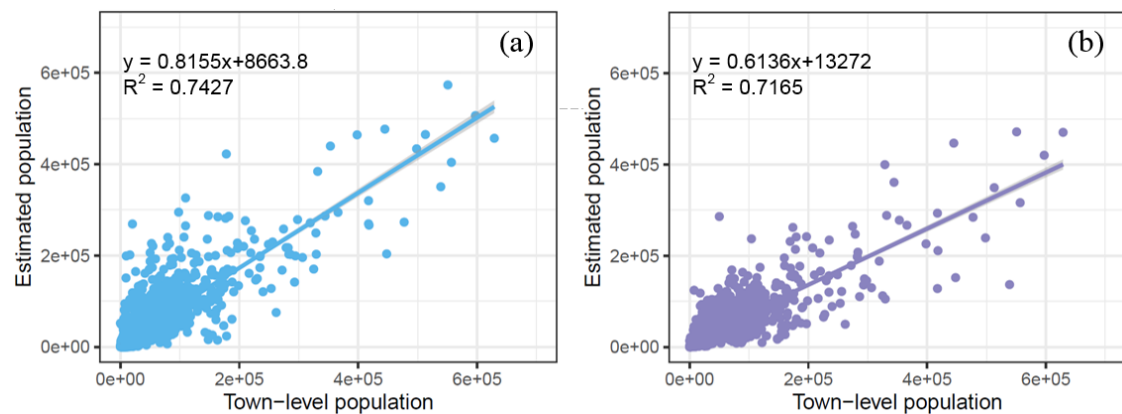 (a)
y = 0.8155x+8663.8
R² = 0.7427
Estimated population
6e+05
4e+05
2e+05
0e+00
0e+00 2e+05 4e+05 6e+05
Town−level population
(b)
y = 0.6136x+13272
R² = 0.7165
Estimated population
6e+05
4e+05
2e+05
0e+00
0e+00 2e+05 4e+05 6e+05
Town−level population